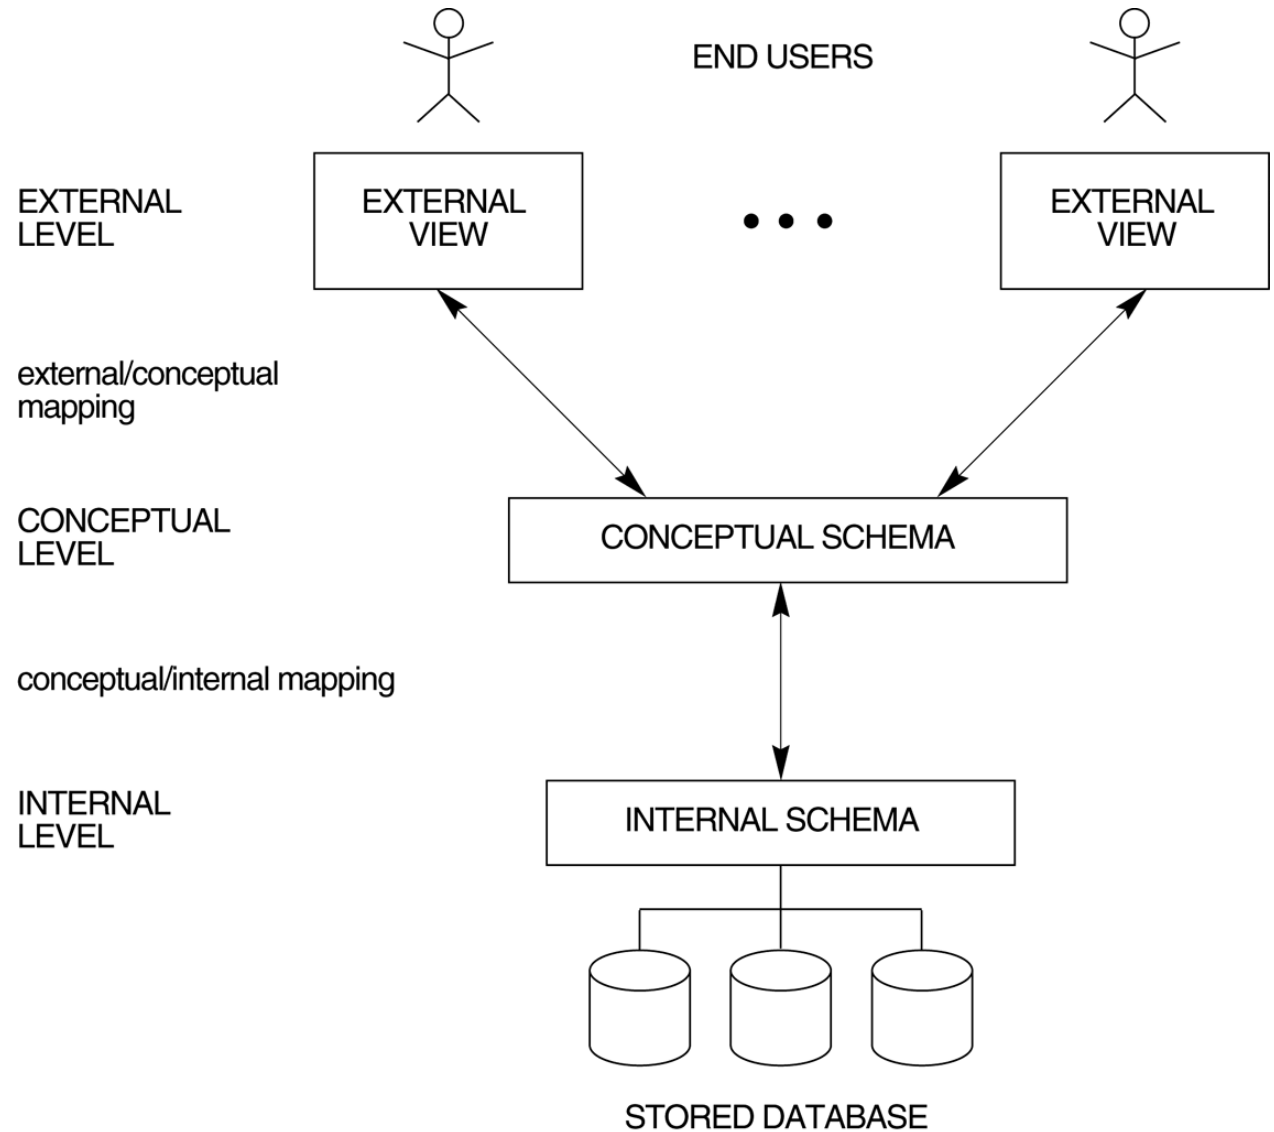 END USERS
EXTERNAL
LEVEL
EXTERNAL
VIEW
EXTERNAL
VIEW
external/conceptual
mapping
CONCEPTUAL
LEVEL
CONCEPTUAL SCHEMA
conceptual/internal mapping
INTERNAL
LEVEL
INTERNAL SCHEMA
STORED DATABASE